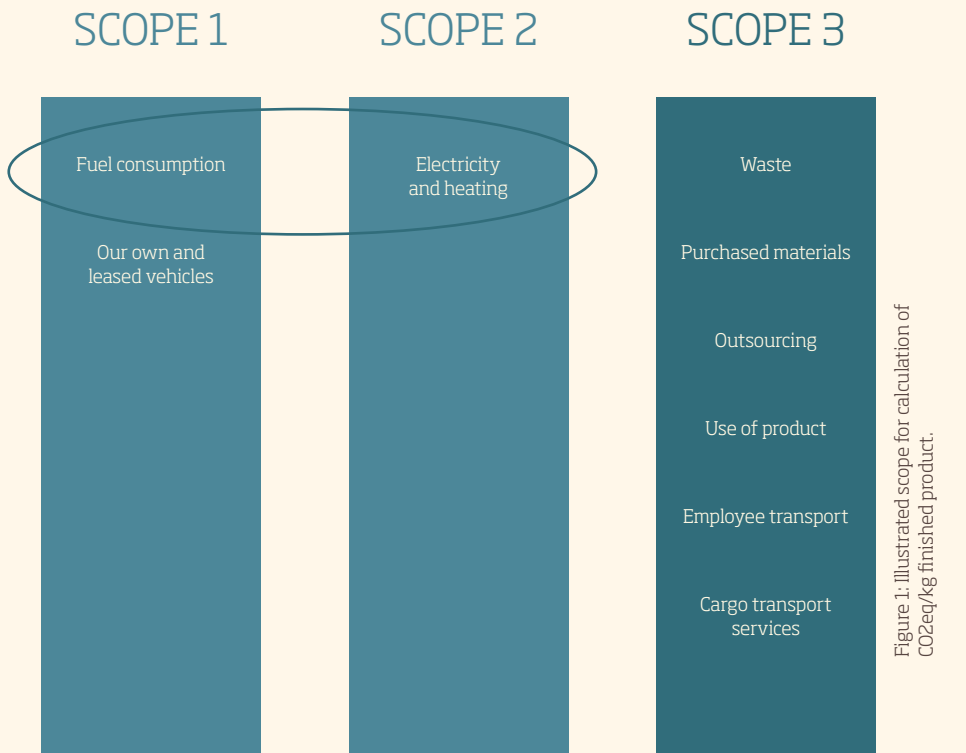 SCOPE 1
Fuel consumption
Our own and
leased vehicles
SCOPE 2
Electricity
and heating
SCOPE 3
Waste
Purchased materials
Outsourcing
Use of product
Employee transport
Cargo transport
services
Figure 1: Illustrated scope for calculation of
CO2eq/kg finished product.